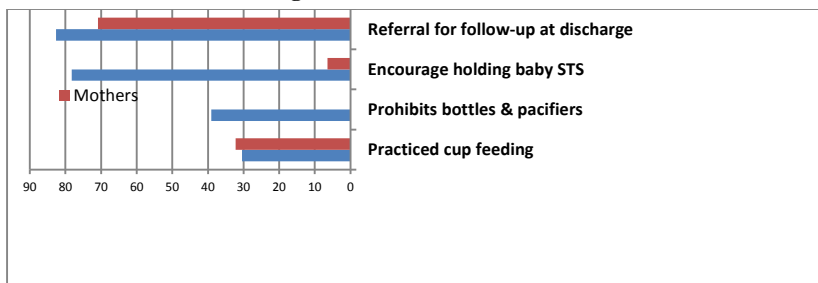 Referral for follow-up at discharge
Encourage holding baby STS
Mothers
Prohibits bottles & pacifiers
Practiced cup feeding
90 80 70 60 50 40 30 20 10 0